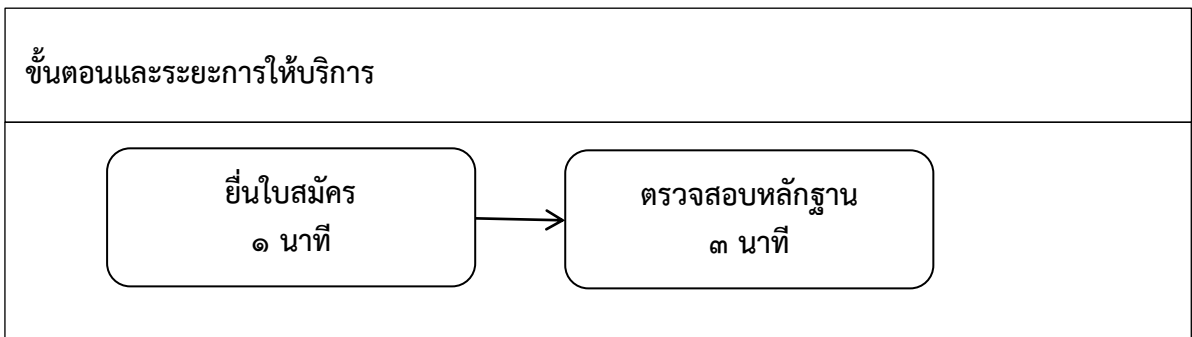 ขั้นตอนและระยะการให้บริการ
ยื่นใบสมัคร
๑ นาที
ตรวจสอบหลักฐาน
๓ นาที